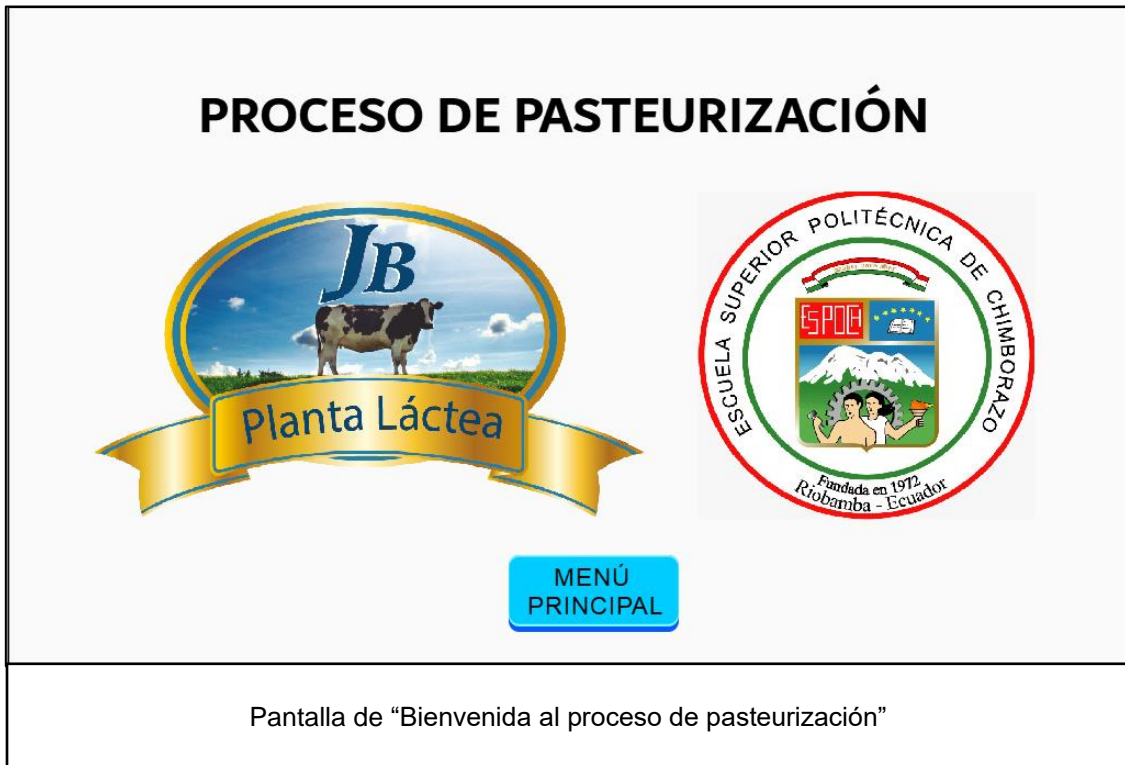 PROCESO DE PASTEURIZACIÓN
JB
Planta Láctea
ESCUELA SUPERIOR POLITÉCNICA DE CHIMBORAZO
ESPOCH
Fundada en 1972
Riobamba - Ecuador
MENÚ
PRINCIPAL
Pantalla de “Bienvenida al proceso de pasteurización”